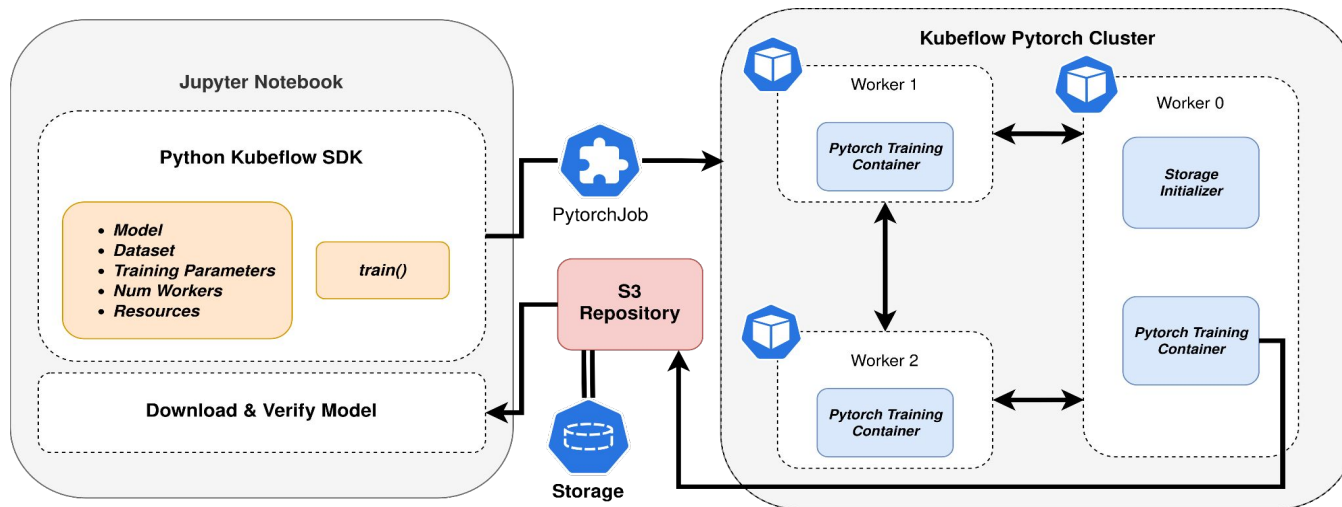 Jupyter Notebook
Python Kubeflow SDK
Model
Dataset
Training Parameters
Num Workers
Resources
train()
Download & Verify Model
PytorchJob
S3
Repository
Storage
Kubeflow Pytorch Cluster
Worker 1
Pytorch Training
Container
Worker 2
Pytorch Training
Container
Worker 0
Storage
Initializer
Pytorch Training
Container